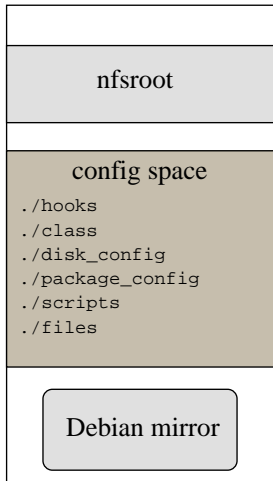 nfsroot
config space
./hooks
./class
./disk_config
./package_config
./scripts
./files
Debian mirror